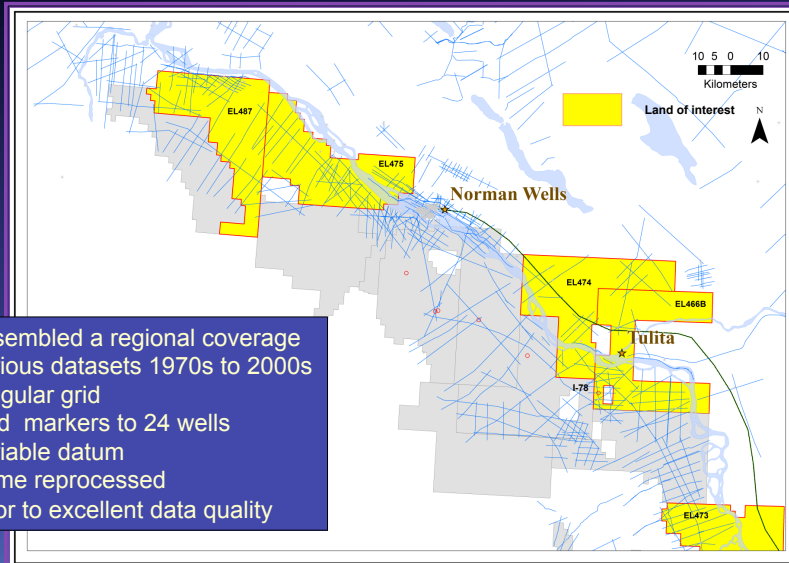 10 5 0 10
Kilometers
Land of interest
N
EL487
EL475
Norman Wells
EL474
EL466B
Tulita
I-78
EL473
ssembled a regional coverage
rious datasets 1970s to 2000s
gular grid
d markers to 24 wells
iable datum
me reprocessed
or to excellent data quality